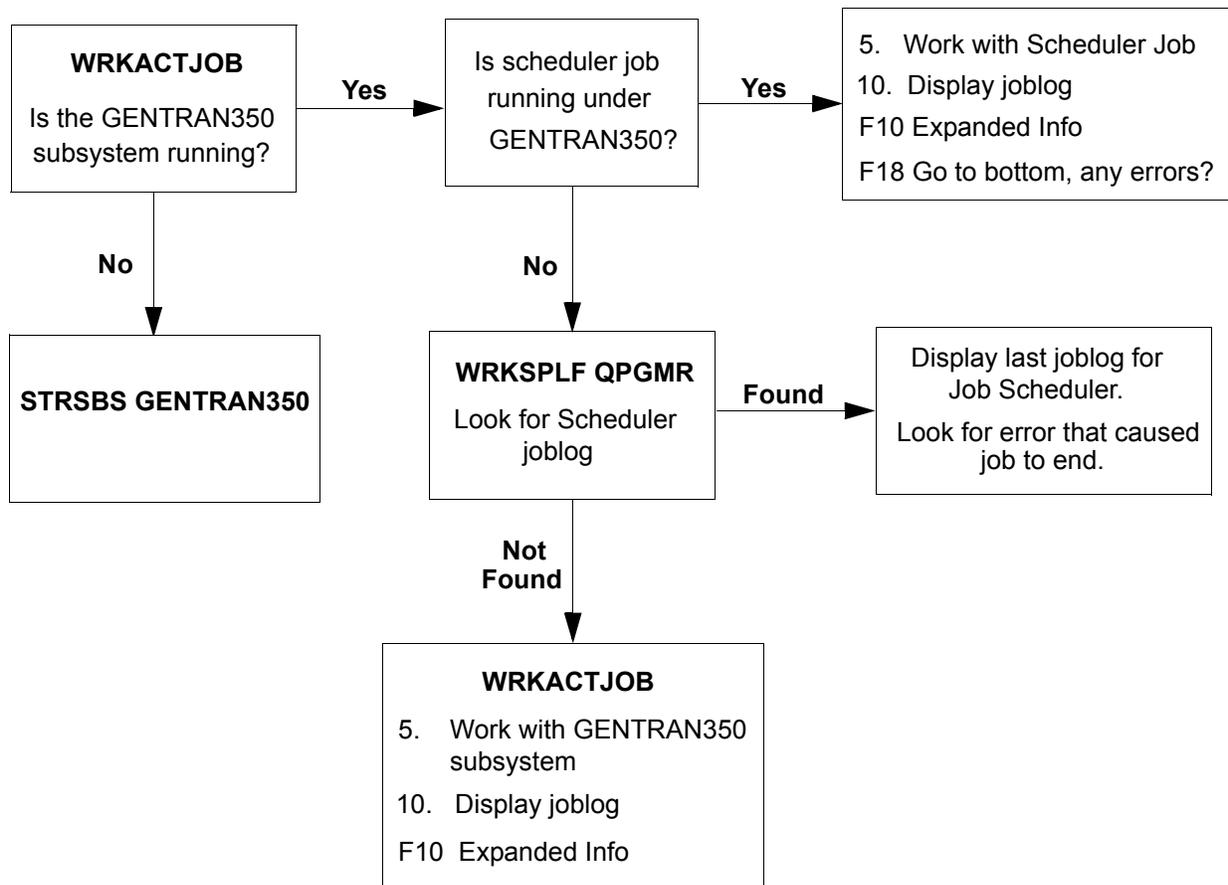 WRKACTJOB
Is the GENTRAN350
subsystem running?
Yes
Is scheduler job
running under
GENTRAN350?
Yes
5. Work with Scheduler Job
10. Display joblog
F10 Expanded Info
F18 Go to bottom, any errors?
No
No
STRSBS GENTRAN350
WRKSPLF QPGMR
Look for Scheduler
joblog
Found
Display last joblog for
Job Scheduler.
Look for error that caused
job to end.
Not
Found
WRKACTJOB
5. Work with GENTRAN350
subsystem
10. Display joblog
F10 Expanded Info